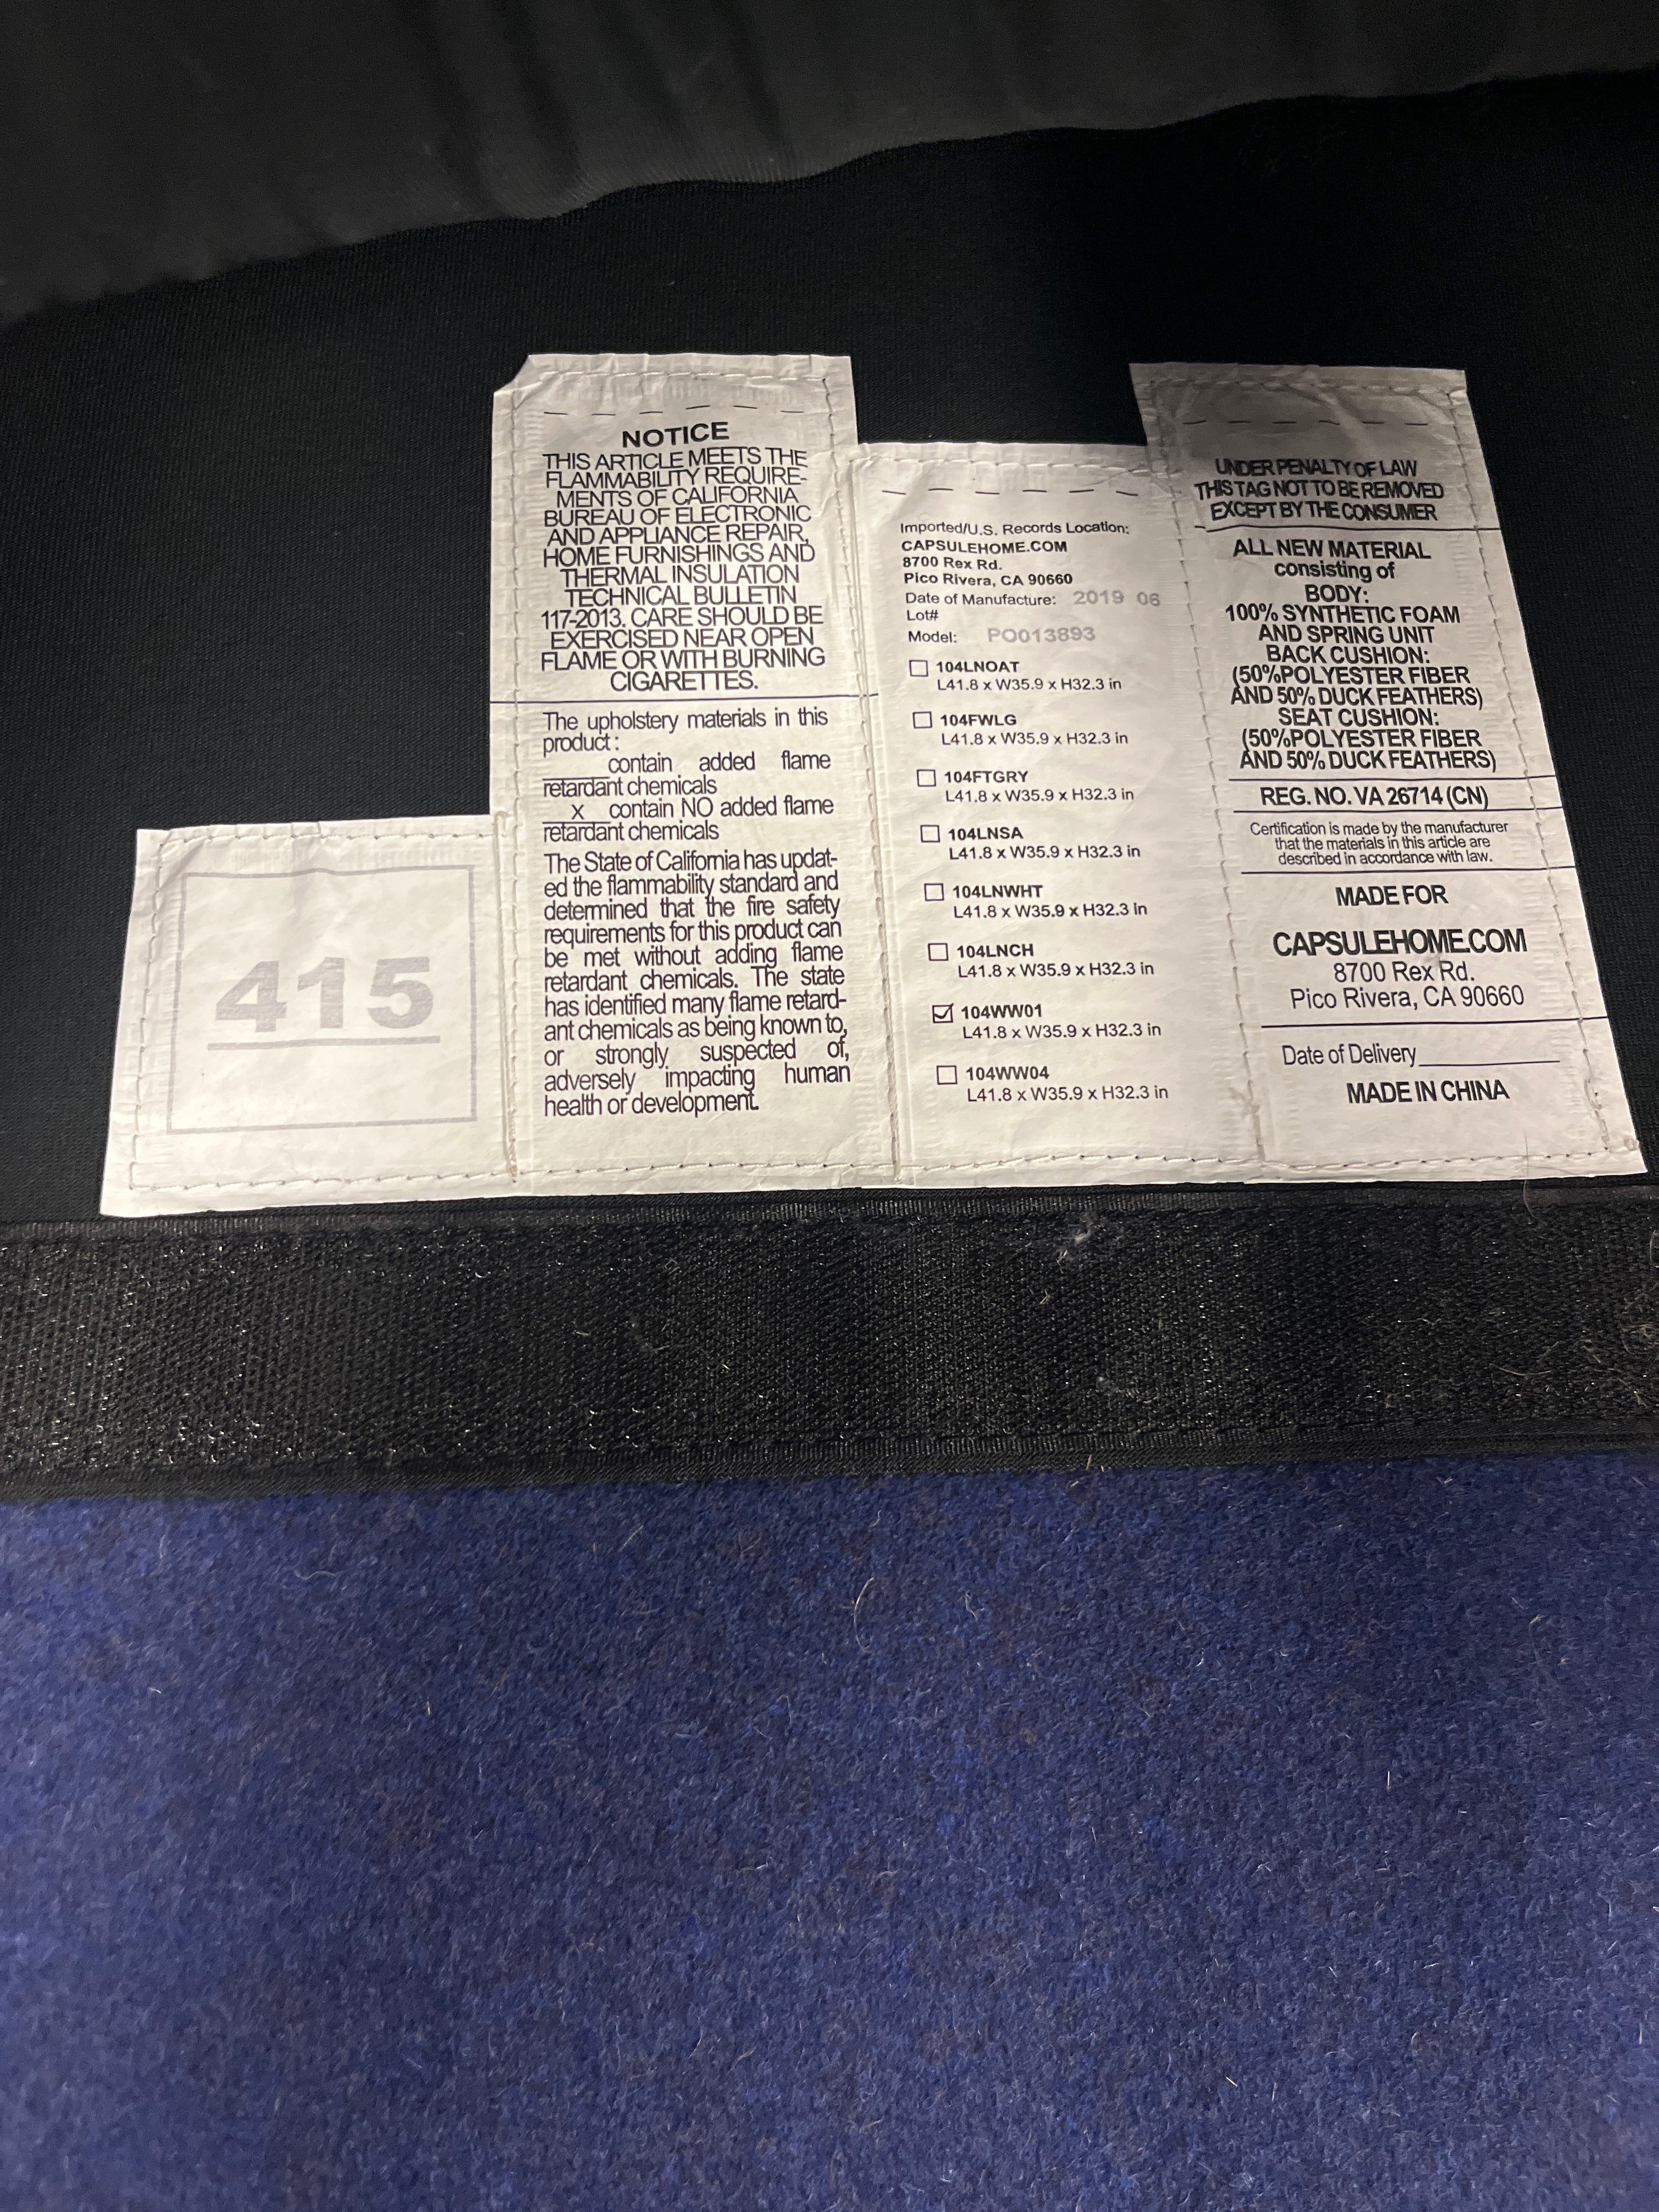 415
NOTICE
THIS ARTICLE MEETS THE
FLAMMABILITY REQUIRE-
MENTS OF CALIFORNIA
BUREAU OF ELECTRONIC
AND APPLIANCE REPAIR,
HOME FURNISHINGS AND
THERMAL INSULATION
TECHNICAL BULLETIN
117-2013. CARE SHOULD BE
EXERCISED NEAR OPEN
FLAME OR WITH BURNING
CIGARETTES.
The upholstery materials in this
product:
_____contain added flame
retardant chemicals
__x__ contain NO added flame
retardant chemicals
The State of California has updat-
ed the flammability standard and
determined that the fire safety
requirements for this product can
be met without adding flame
retardant chemicals. The state
has identified many flame retard-
ant chemicals as being known to,
or strongly suspected of,
adversely impacting human
health or development.
Imported/U.S. Records Location:
CAPSULEHOME.COM
8700 Rex Rd.
Pico Rivera, CA 90660
Date of Manufacture: 2019 06
Lot#
Model: PO013893
☐ 104LNOAT
L41.8 x W35.9 x H32.3 in
☐ 104FWLG
L41.8 x W35.9 x H32.3 in
☐ 104FTGRY
L41.8 x W35.9 x H32.3 in
☐ 104LNSA
L41.8 x W35.9 x H32.3 in
☐ 104LNWHT
L41.8 x W35.9 x H32.3 in
☐ 104LNCH
L41.8 x W35.9 x H32.3 in
☑ 104WW01
L41.8 x W35.9 x H32.3 in
☐ 104WW04
L41.8 x W35.9 x H32.3 in
UNDER PENALTY OF LAW
THIS TAG NOT TO BE REMOVED
EXCEPT BY THE CONSUMER
ALL NEW MATERIAL
consisting of
BODY:
100% SYNTHETIC FOAM
AND SPRING UNIT
BACK CUSHION:
(50%POLYESTER FIBER
AND 50% DUCK FEATHERS)
SEAT CUSHION:
(50%POLYESTER FIBER
AND 50% DUCK FEATHERS)
REG. NO. VA 26714 (CN)
Certification is made by the manufacturer
that the materials in this article are
described in accordance with law.
MADE FOR
CAPSULEHOME.COM
8700 Rex Rd.
Pico Rivera, CA 90660
Date of Delivery__________
MADE IN CHINA